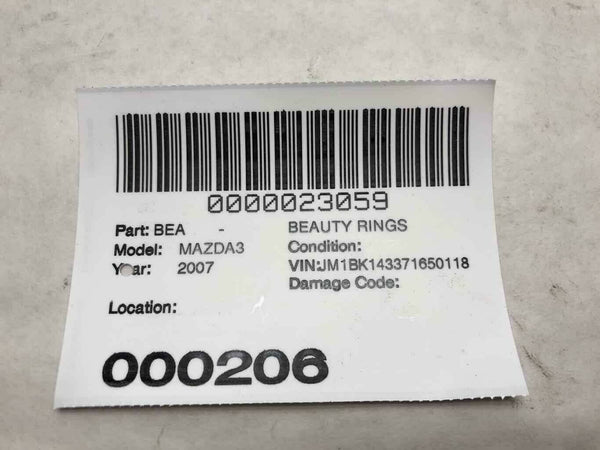 0000023059
Part: BEA - BEAUTY RINGS
Model: MAZDA3 Condition:
Year: 2007 VIN:JM1BK143371650118
Damage Code:
Location:
000206